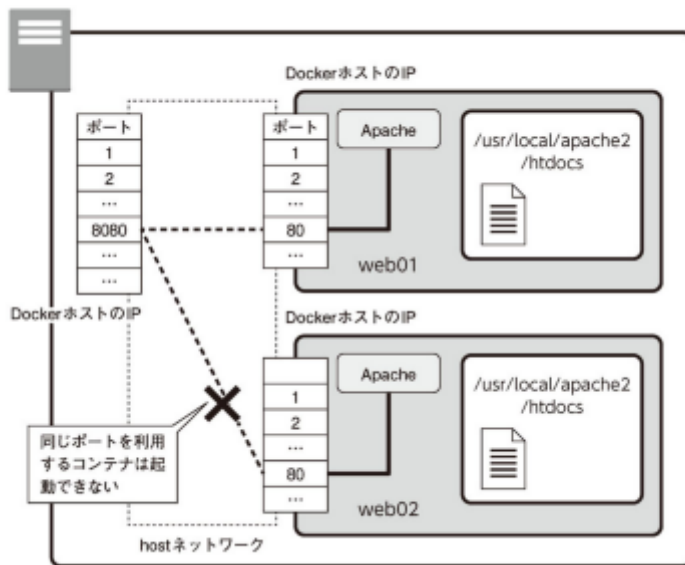 DockerホストのIP
ポート
1
2
…
8080
…
…
DockerホストのIP
ポート
1
2
…
80
…
Apache
/usr/local/apache2
/htdocs
web01
DockerホストのIP
1
2
…
80
…
Apache
/usr/local/apache2
/htdocs
web02
同じポートを利用
するコンテナは起
動できない
hostネットワーク